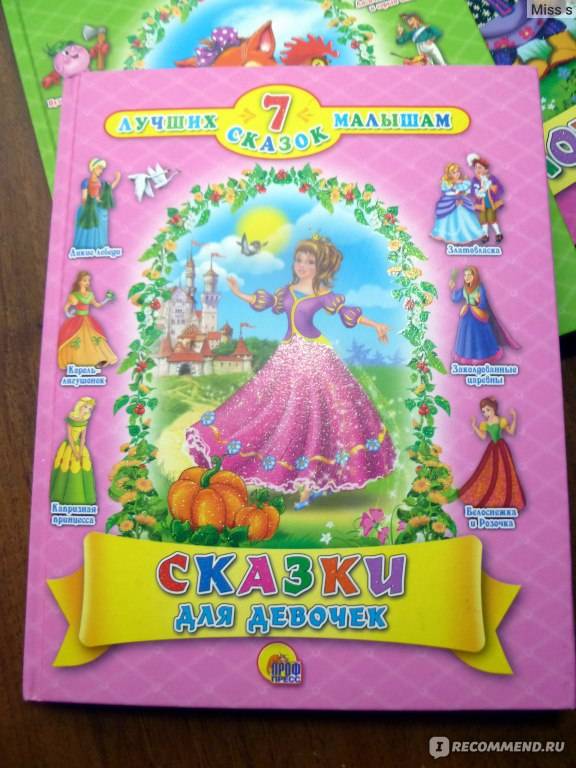 Miss s
7
ЛУЧШИХ СКАЗОК МАЛЫШАМ
Дикие лебеди
Златовласка
Король-
лягушонок
Заколдованные
царевны
Капризная
принцесса
Белоснежка
и Розочка
СКАЗКИ
ДЛЯ ДЕВОЧЕК
ПРОФ
ПРЕСС
IRECOMMEND.RU